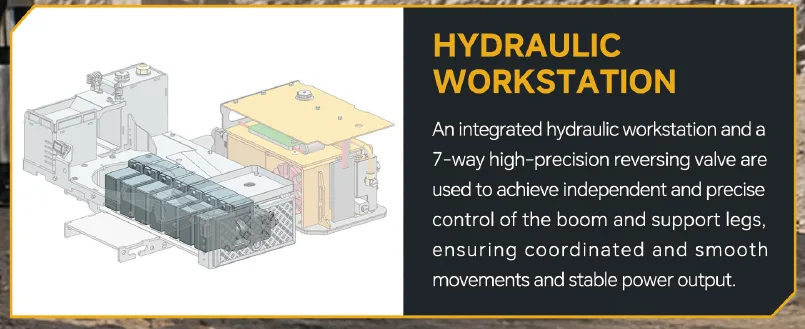 HYDRAULIC
WORKSTATION
An integrated hydraulic workstation and a
7-way high-precision reversing valve are
used to achieve independent and precise
control of the boom and support legs,
ensuring coordinated and smooth
movements and stable power output.